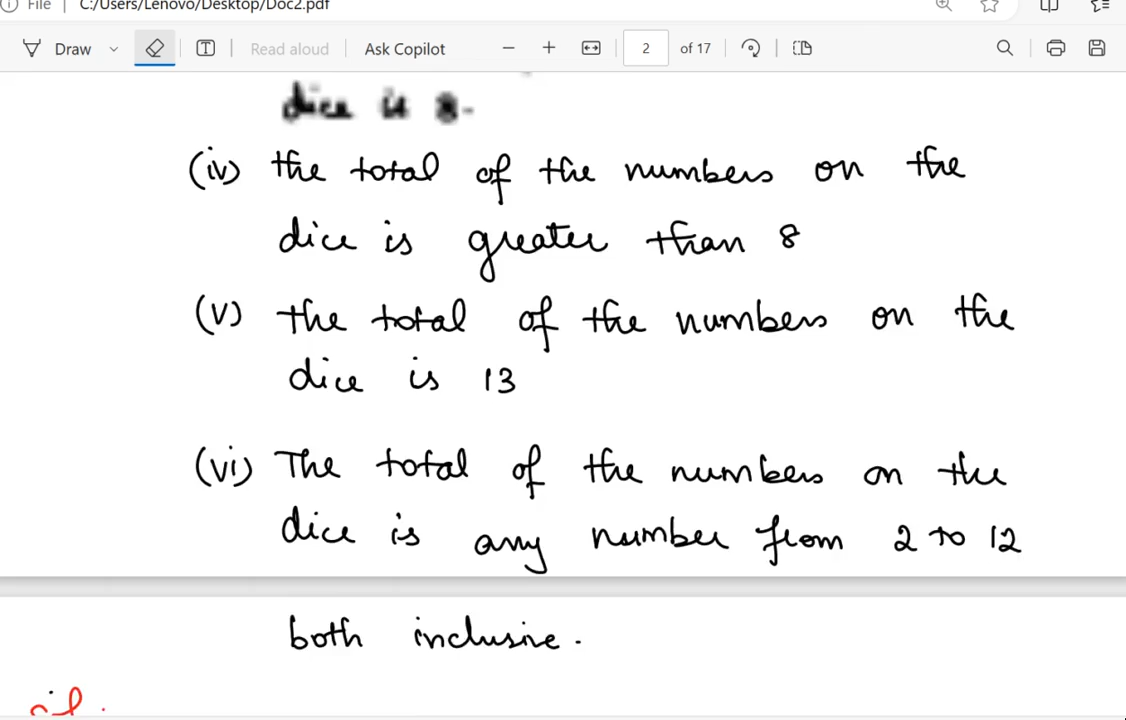 File C:/Users/Lenovo/Desktop/Doc2.pdf
Draw Read aloud Ask Copilot 2 of 17
dice is 8.
(iv) the total of the numbers on the
dice is greater than 8
(v) the total of the numbers on the
dice is 13
(vi) The total of the numbers on the
dice is any number from 2 to 12
both inclusive.